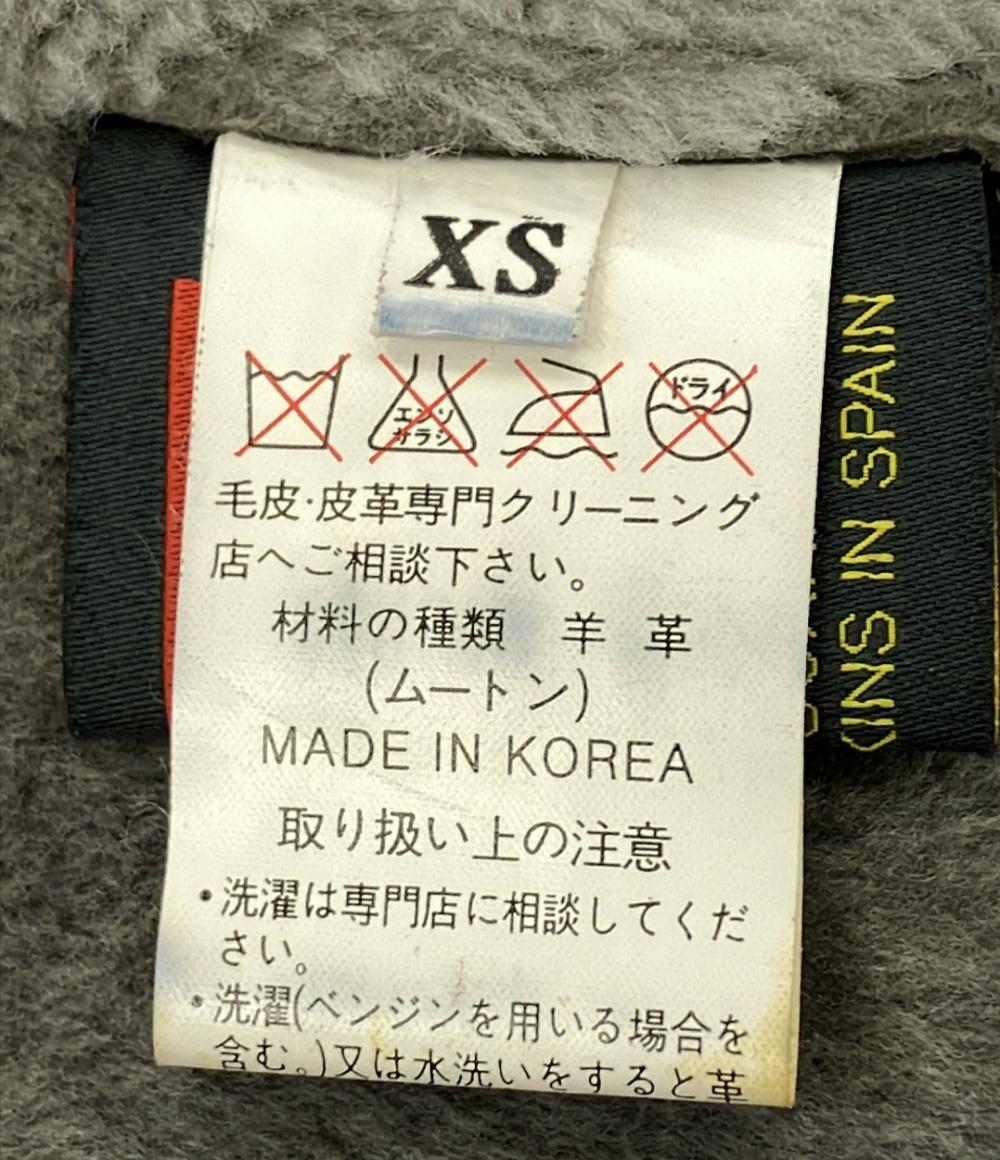 XS
エンソ
サラシ
ドライ
毛皮·皮革専門クリーニング
店へご相談下さい。
材料の種類 羊 革
(ムートン)
MADE IN KOREA
取り扱い上の注意
・洗濯は専門店に相談してくだ
さい。
・洗濯(ベンジンを用いる場合を
含む。)又は水洗いをすると革
INS IN SPAIN